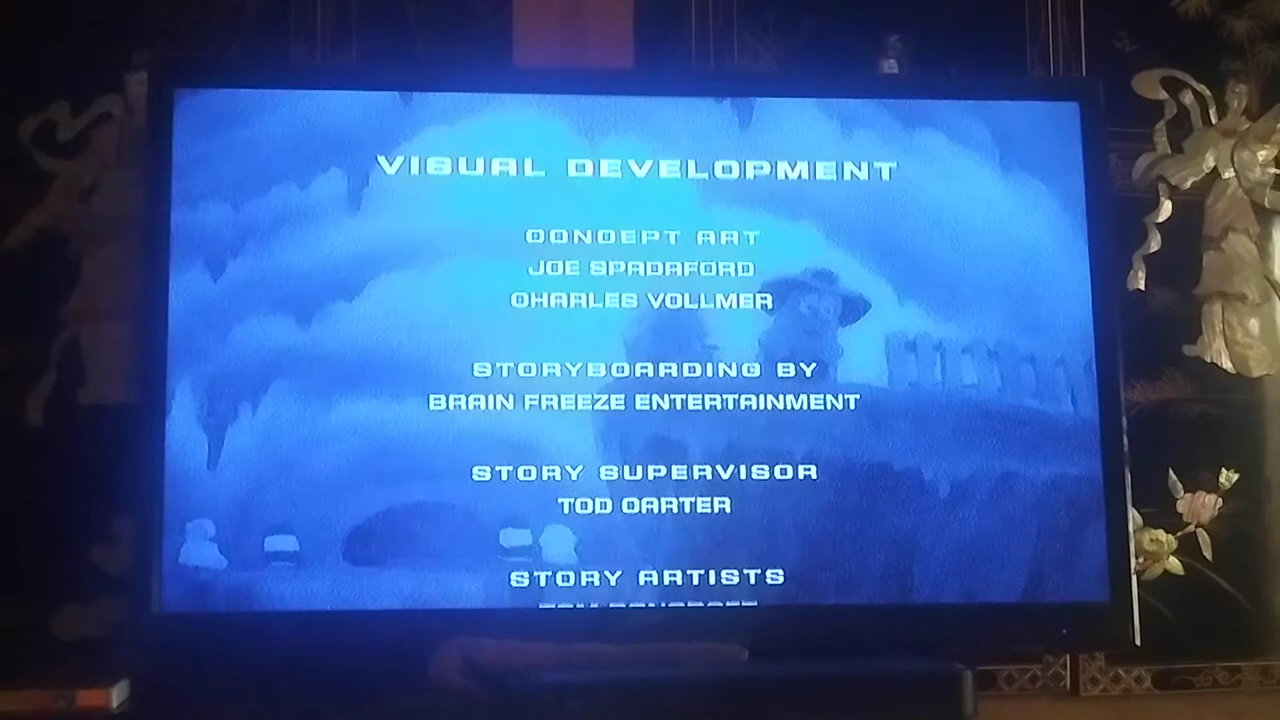 VISUAL DEVELOPMENT
CONCEPT ART
JOE SPADAFORD
CHARLES VOLLMER
STORYBOARDING BY
BRAIN FREEZE ENTERTAINMENT
STORY SUPERVISOR
TOD CARTER
STORY ARTISTS